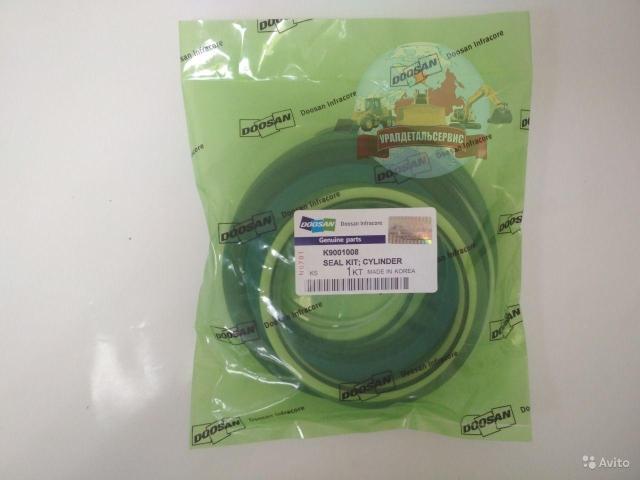 Doosan Infracore
DOOSAN
DOOSAN
Doosan Infracore
DOOSAN
Doosan Infracore
УРАЛДЕТАЛЬСЕРВИС
DOOSAN
DOOSAN
Doosan Infracore
Genuine parts
K9001008
SEAL KIT; CYLINDER
KS 1KT MADE IN KOREA
DOOSAN
DOOSAN
DOOSAN
Doosan Infracore
DOOSAN
Doosan Infracore
DOOSAN
Avito